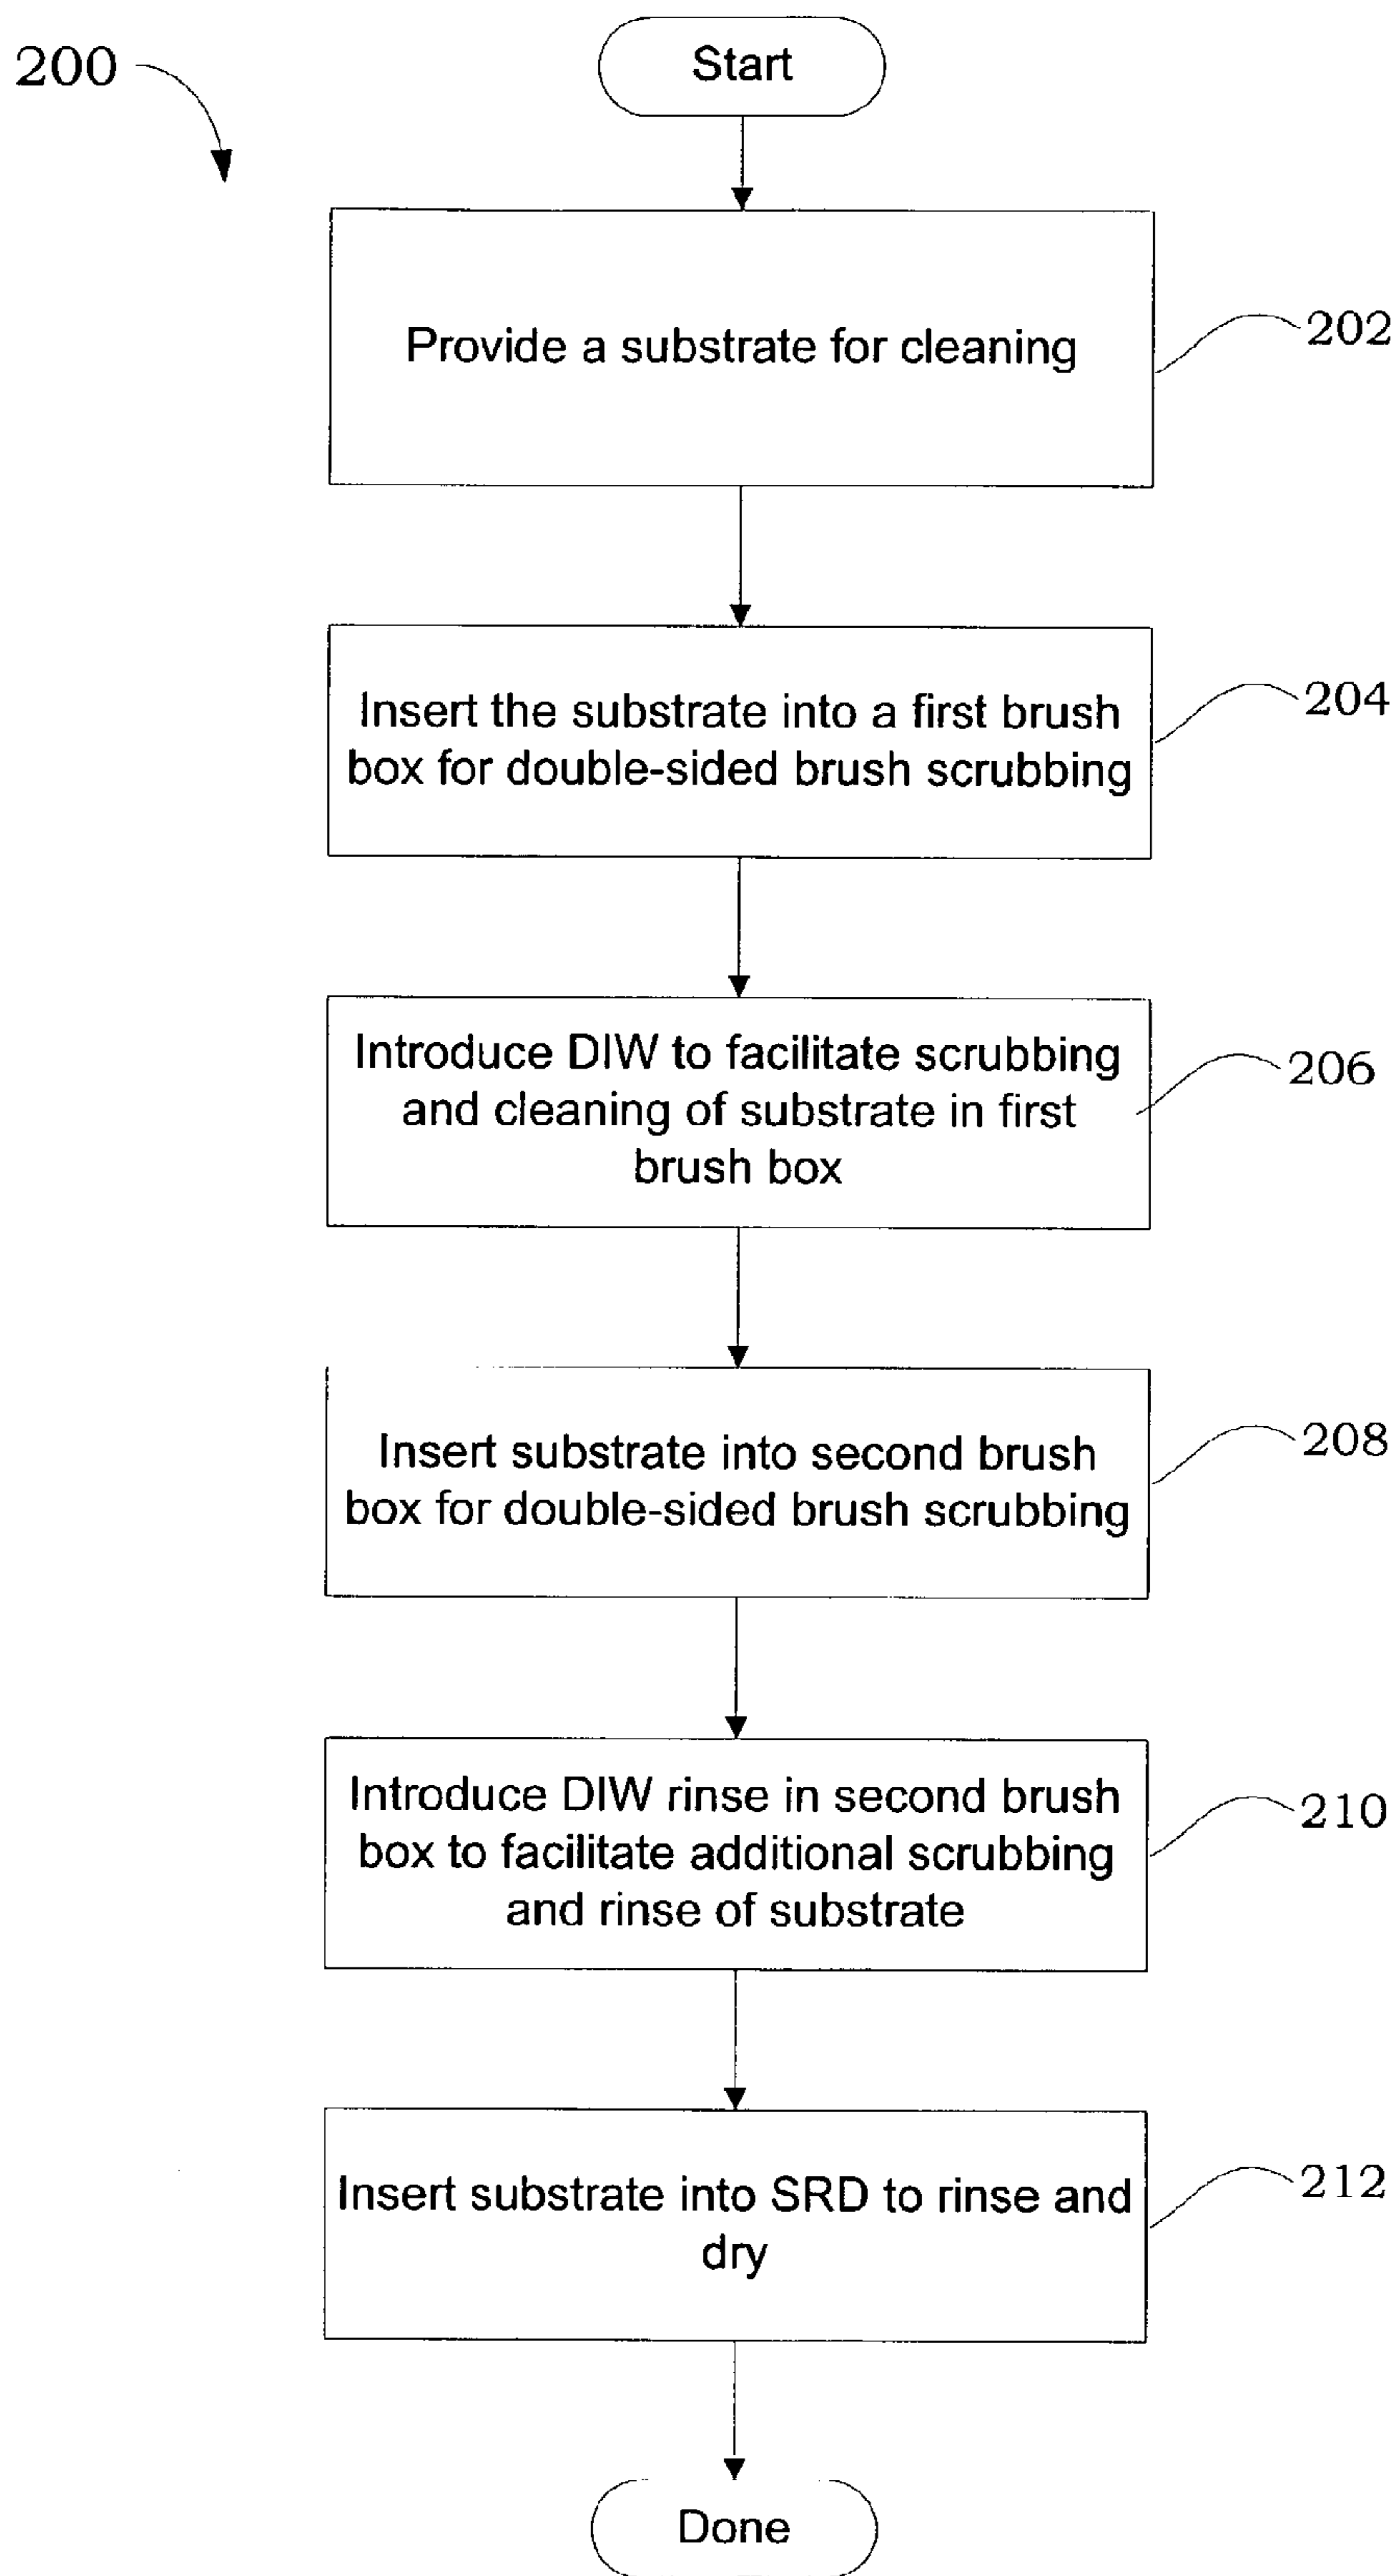 200
Start
Provide a substrate for cleaning
202
Insert the substrate into a first brush
box for double-sided brush scrubbing
204
Introduce DIW to facilitate scrubbing
and cleaning of substrate in first
brush box
206
Insert substrate into second brush
box for double-sided brush scrubbing
208
Introduce DIW rinse in second brush
box to facilitate additional scrubbing
and rinse of substrate
210
Insert substrate into SRD to rinse and
dry
212
Done